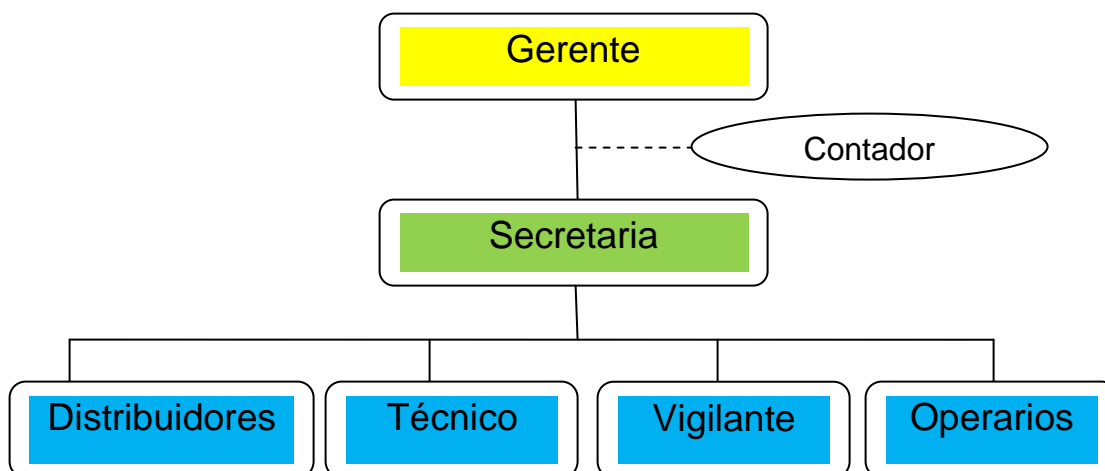 Gerente
Contador
Secretaria
Distribuidores
Técnico
Vigilante
Operarios